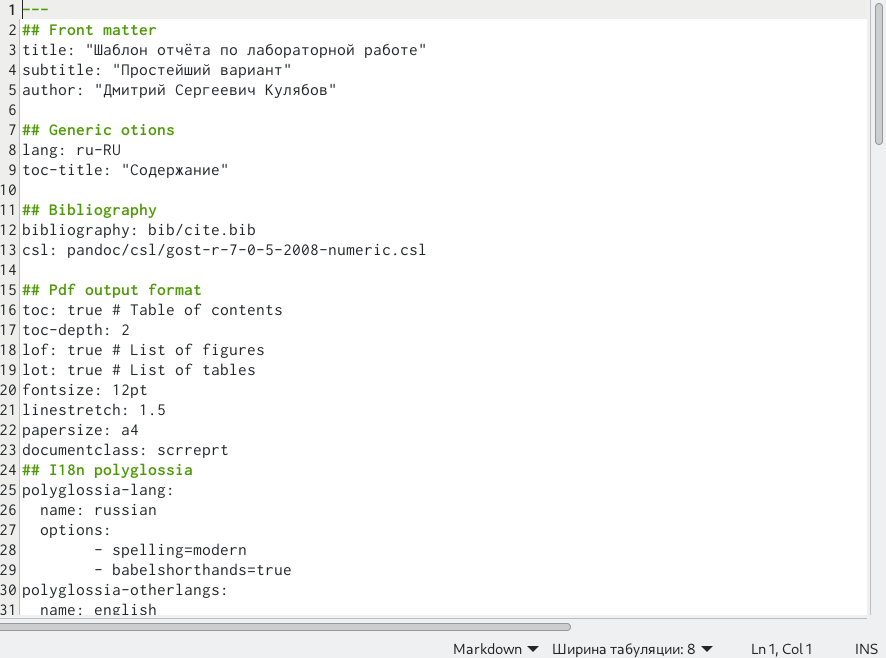 1 ---
2 ## Front matter
3 title: "Шаблон отчёта по лабораторной работе"
4 subtitle: "Простейший вариант"
5 author: "Дмитрий Сергеевич Кулябов"
6
7 ## Generic otions
8 lang: ru-RU
9 toc-title: "Содержание"
10
11 ## Bibliography
12 bibliography: bib/cite.bib
13 csl: pandoc/csl/gost-r-7-0-5-2008-numeric.csl
14
15 ## Pdf output format
16 toc: true # Table of contents
17 toc-depth: 2
18 lof: true # List of figures
19 lot: true # List of tables
20 fontsize: 12pt
21 linestretch: 1.5
22 papersize: a4
23 documentclass: scrreprt
24 ## I18n polyglossia
25 polyglossia-lang:
26   name: russian
27   options:
28         - spelling=modern
29         - babelshorthands=true
30 polyglossia-otherlangs:
31   name: english
Markdown Ширина табуляции: 8 Ln 1, Col 1 INS